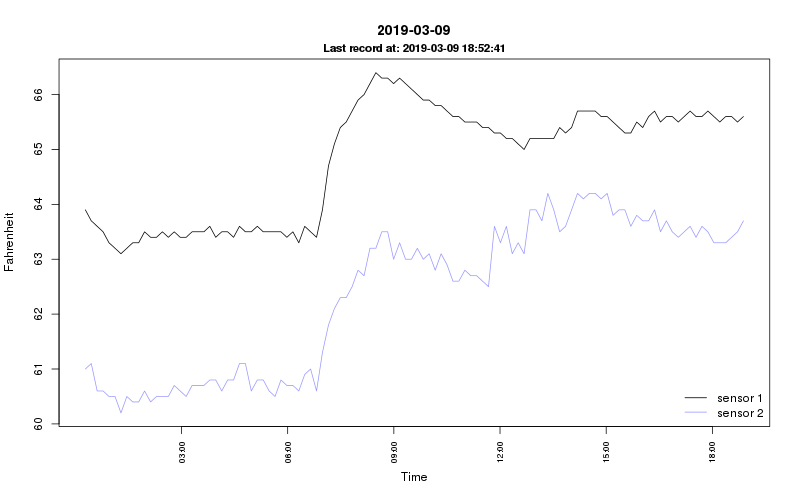 2019-03-09
Last record at: 2019-03-09 18:52:41
Fahrenheit
66
65
64
63
62
61
60
sensor 1
sensor 2
03:00
06:00
09:00
12:00
15:00
18:00
Time